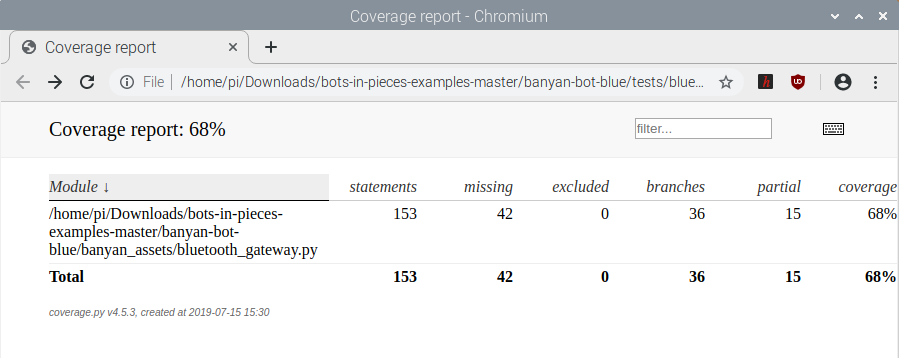 Coverage report - Chromium
Coverage report
File | /home/pi/Downloads/bots-in-pieces-examples-master/banyan-bot-blue/tests/blue...
Coverage report: 68%
filter...
Module ↓ statements missing excluded branches partial coverage
/home/pi/Downloads/bots-in-pieces- 153 42 0 36 15 68%
examples-master/banyan-bot-
blue/banyan_assets/bluetooth_gateway.py
Total 153 42 0 36 15 68%
coverage.py v4.5.3, created at 2019-07-15 15:30